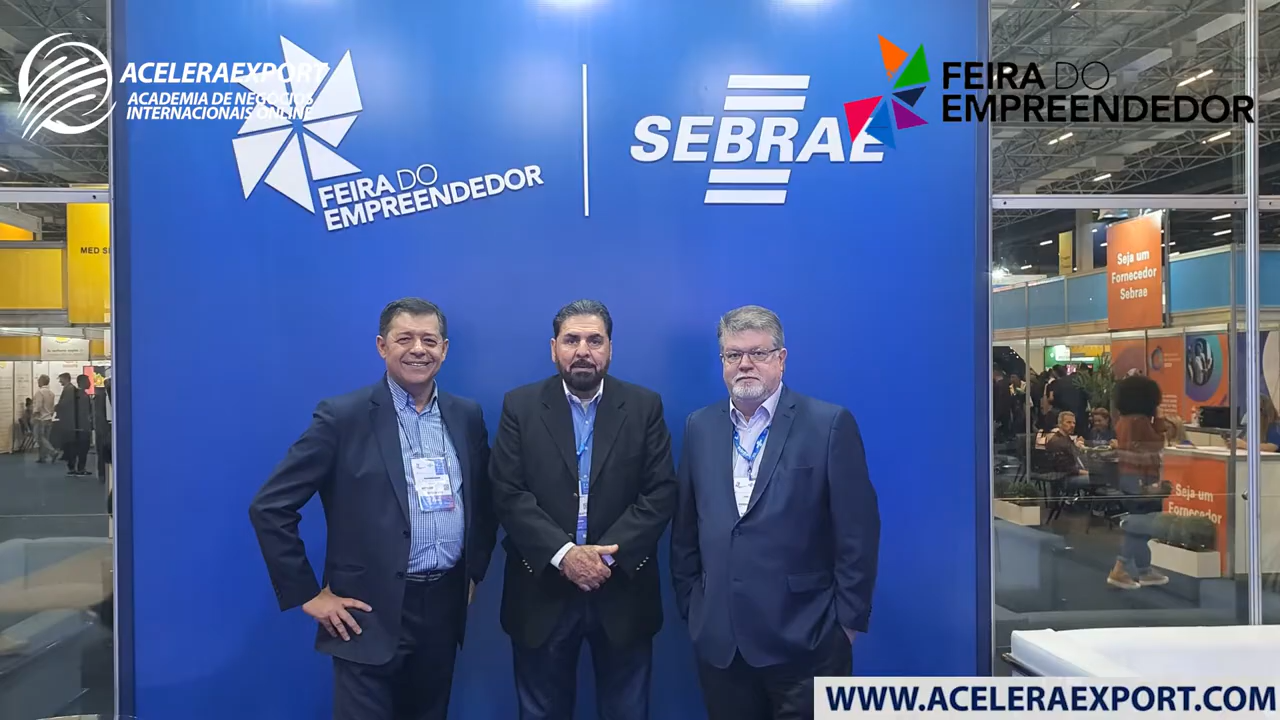 ACELERAEXPORT
ACADEMIA DE NEGÓCIOS
INTERNACIONAIS ONLINE
FEIRA DO
EMPREENDEDOR
SEBRAE
FEIRA DO
EMPREENDEDOR
MED
Seja um
Fornecedor
Sebrae
Seja um
Fornecedor
WWW.ACELERAEXPORT.COM